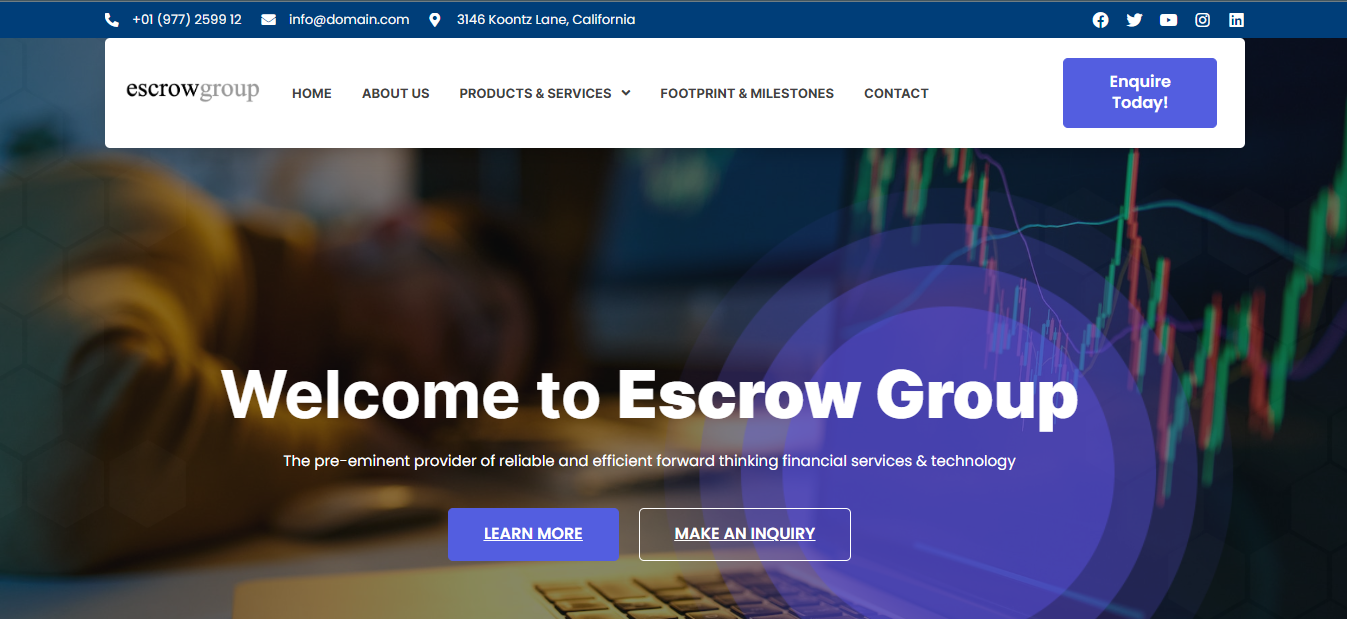 +01 (977) 2599 12 info@domain.com 3146 Koontz Lane, California
escrowgroup HOME ABOUT US PRODUCTS & SERVICES FOOTPRINT & MILESTONES CONTACT
Enquire
Today!
Welcome to Escrow Group
The pre-eminent provider of reliable and efficient forward thinking financial services & technology
LEARN MORE MAKE AN INQUIRY